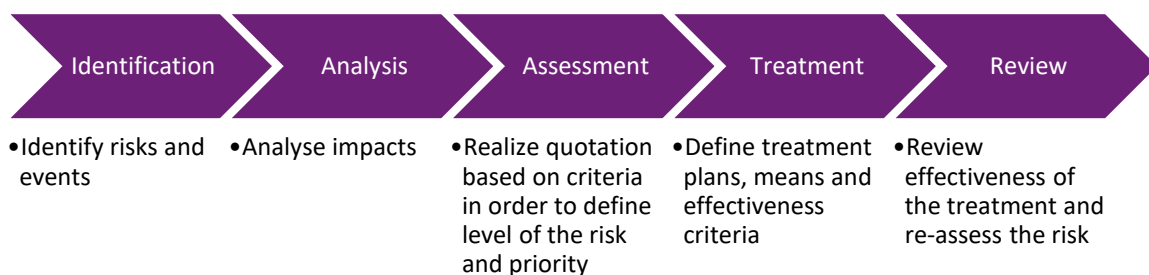 Identification
Analysis
Assessment
Treatment
Review
•Identify risks and
events
•Analyse impacts
•Realize quotation
based on criteria
in order to define
level of the risk
and priority
•Define treatment
plans, means and
effectiveness
criteria
•Review
effectiveness of
the treatment and
re-assess the risk